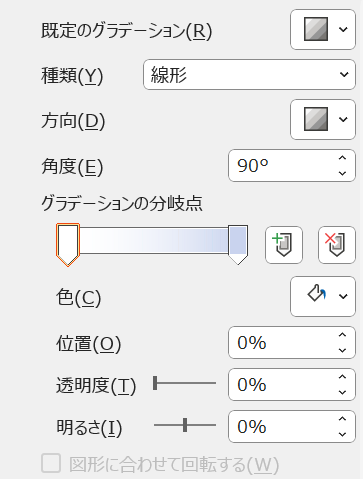 既定のグラデーション(R)
種類(Y) 線形
方向(D)
角度(E) 90°
グラデーションの分岐点
色(C)
位置(O) 0%
透明度(T) 0%
明るさ(I) 0%
図形に合わせて回転する(W)